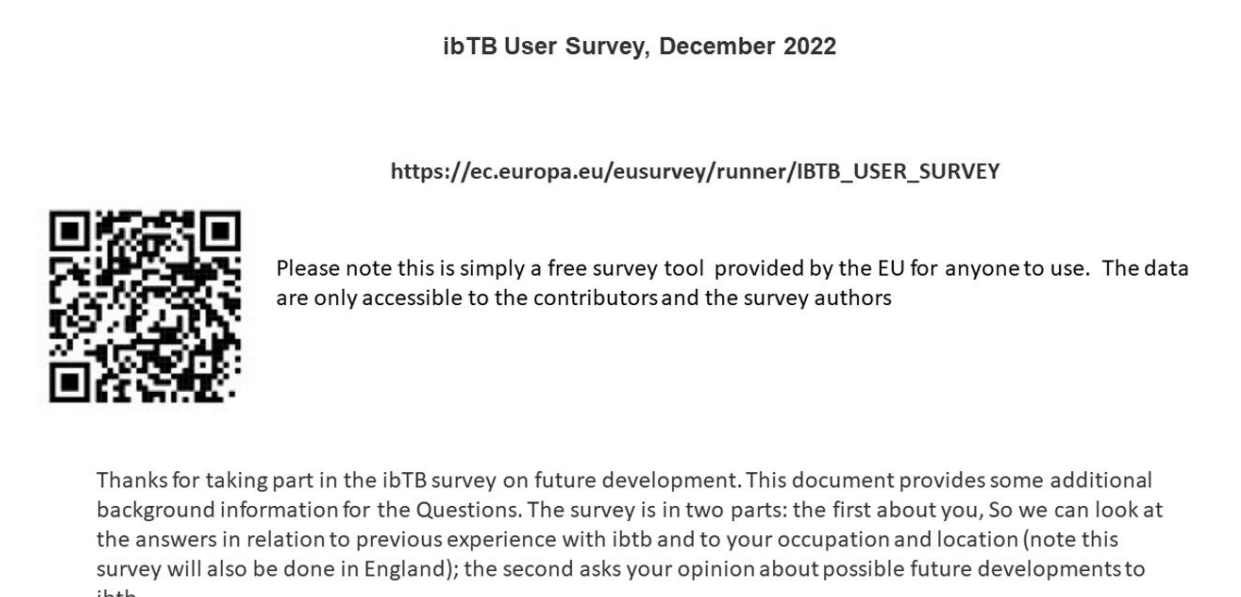 ibTB User Survey, December 2022
https://ec.europa.eu/eusurvey/runner/IBTB_USER_SURVEY
Please note this is simply a free survey tool provided by the EU for anyone to use. The data
are only accessible to the contributors and the survey authors
Thanks for taking part in the ibTB survey on future development. This document provides some additional
background information for the Questions. The survey is in two parts: the first about you, So we can look at
the answers in relation to previous experience with ibtb and to your occupation and location (note this
survey will also be done in England); the second asks your opinion about possible future developments to
ibtb